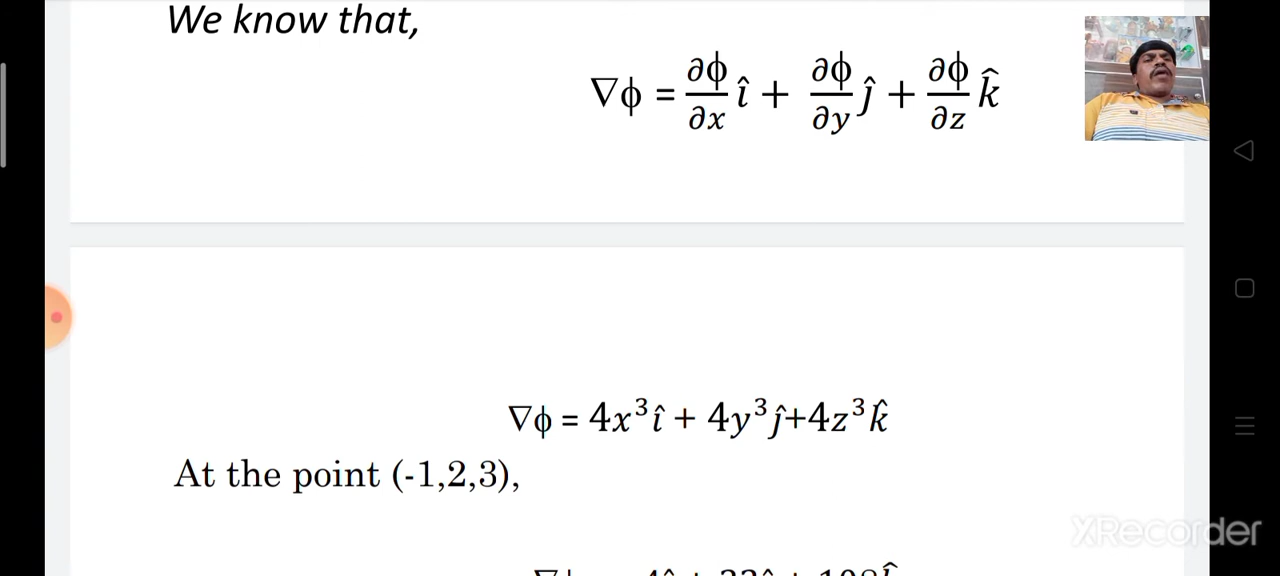 We know that,
∇ϕ = ∂ϕ/∂x î + ∂ϕ/∂y ĵ + ∂ϕ/∂z k̂
∇ϕ = 4x³î + 4y³ĵ+4z³k̂
At the point (-1,2,3),
XRecorder